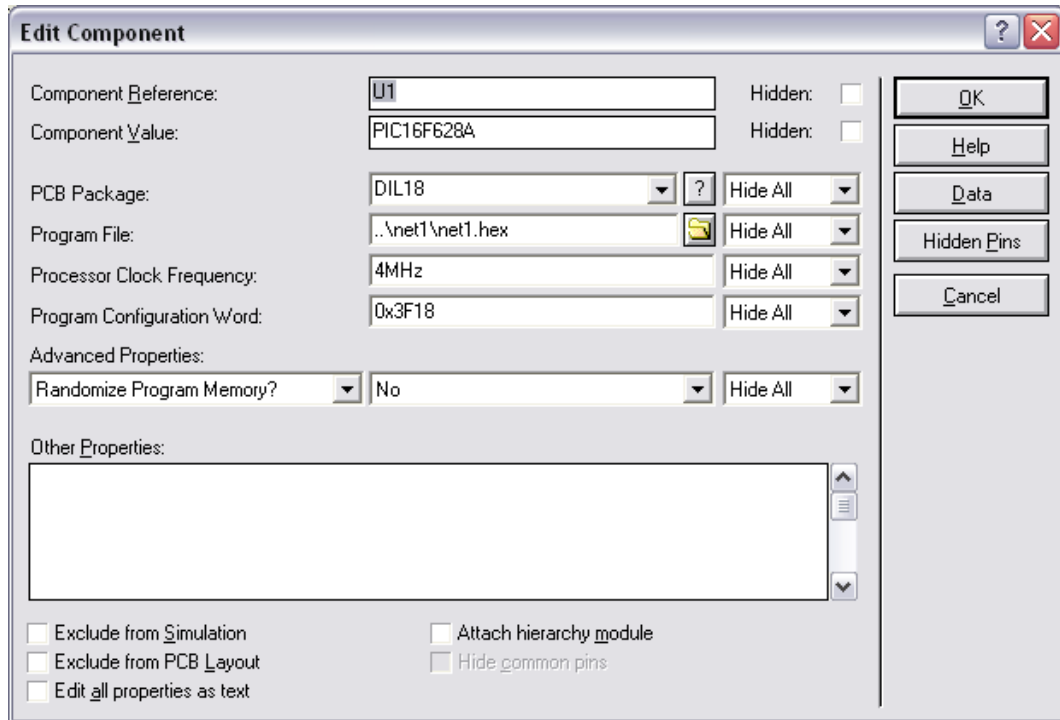 Edit Component
?
Component Reference: U1 Hidden: OK
Component Value: PIC16F628A Hidden: Help
PCB Package: DIL18 ? Hide All Data
Program File: ..\net1\net1.hex Hide All Hidden Pins
Processor Clock Frequency: 4MHz Hide All Cancel
Program Configuration Word: 0x3F18 Hide All
Advanced Properties:
Randomize Program Memory? No Hide All
Other Properties:
Exclude from Simulation Attach hierarchy module
Exclude from PCB Layout Hide common pins
Edit all properties as text